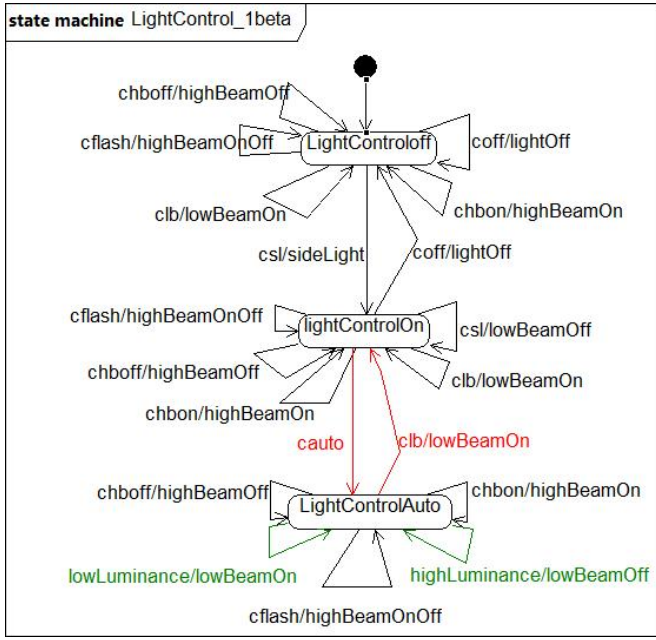 state machine LightControl_1beta
chboff/highBeamOff
cflash/highBeamOnOff
LightControloff
coff/lightOff
clb/lowBeamOn
chbon/highBeamOn
csl/sideLight
coff/lightOff
cflash/highBeamOnOff
lightControlOn
csl/lowBeamOff
chboff/highBeamOff
clb/lowBeamOn
chbon/highBeamOn
cauto
clb/lowBeamOn
chboff/highBeamOff
LightControlAuto
chbon/highBeamOn
lowLuminance/lowBeamOn
highLuminance/lowBeamOff
cflash/highBeamOnOff